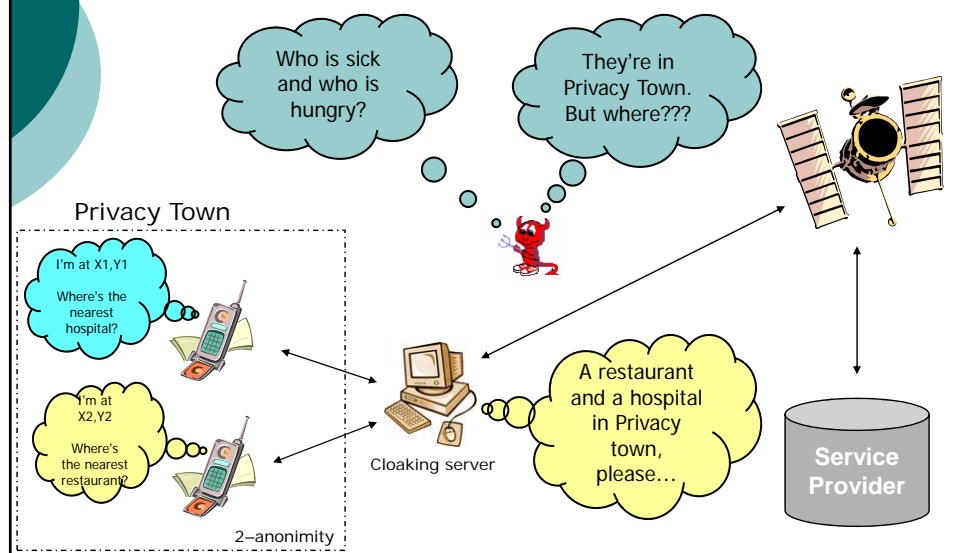 Who is sick
and who is
hungry?
They're in
Privacy Town.
But where???
Privacy Town
I'm at X1,Y1
Where's the
nearest
hospital?
I'm at
X2,Y2
Where's
the nearest
restaurant?
Cloaking server
A restaurant
and a hospital
in Privacy
town,
please...
Service
Provider
2–anonimity